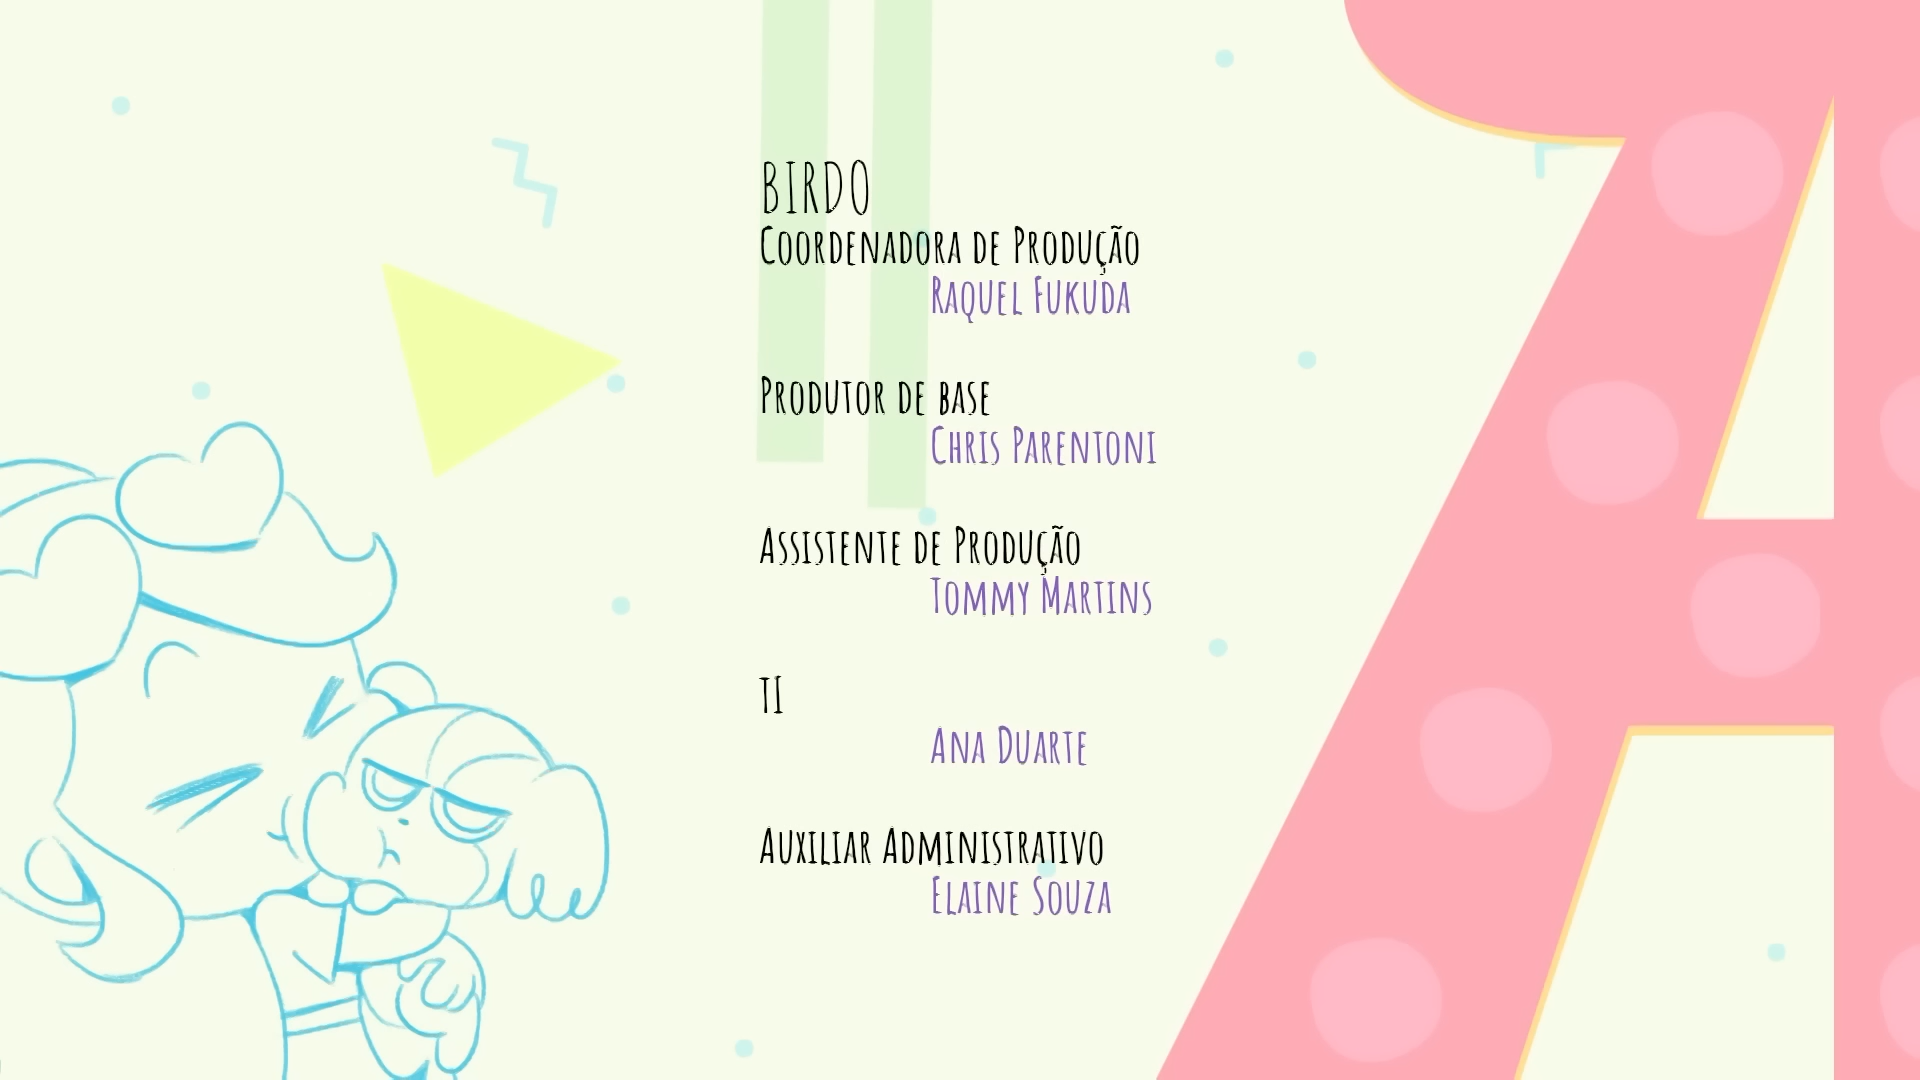 BIRDO
Coordenadora de Produção
Raquel Fukuda
Produtor de base
Chris Parentoni
Assistente de Produção
Tommy Martins
TI
Ana Duarte
Auxiliar Administrativo
Elaine Souza